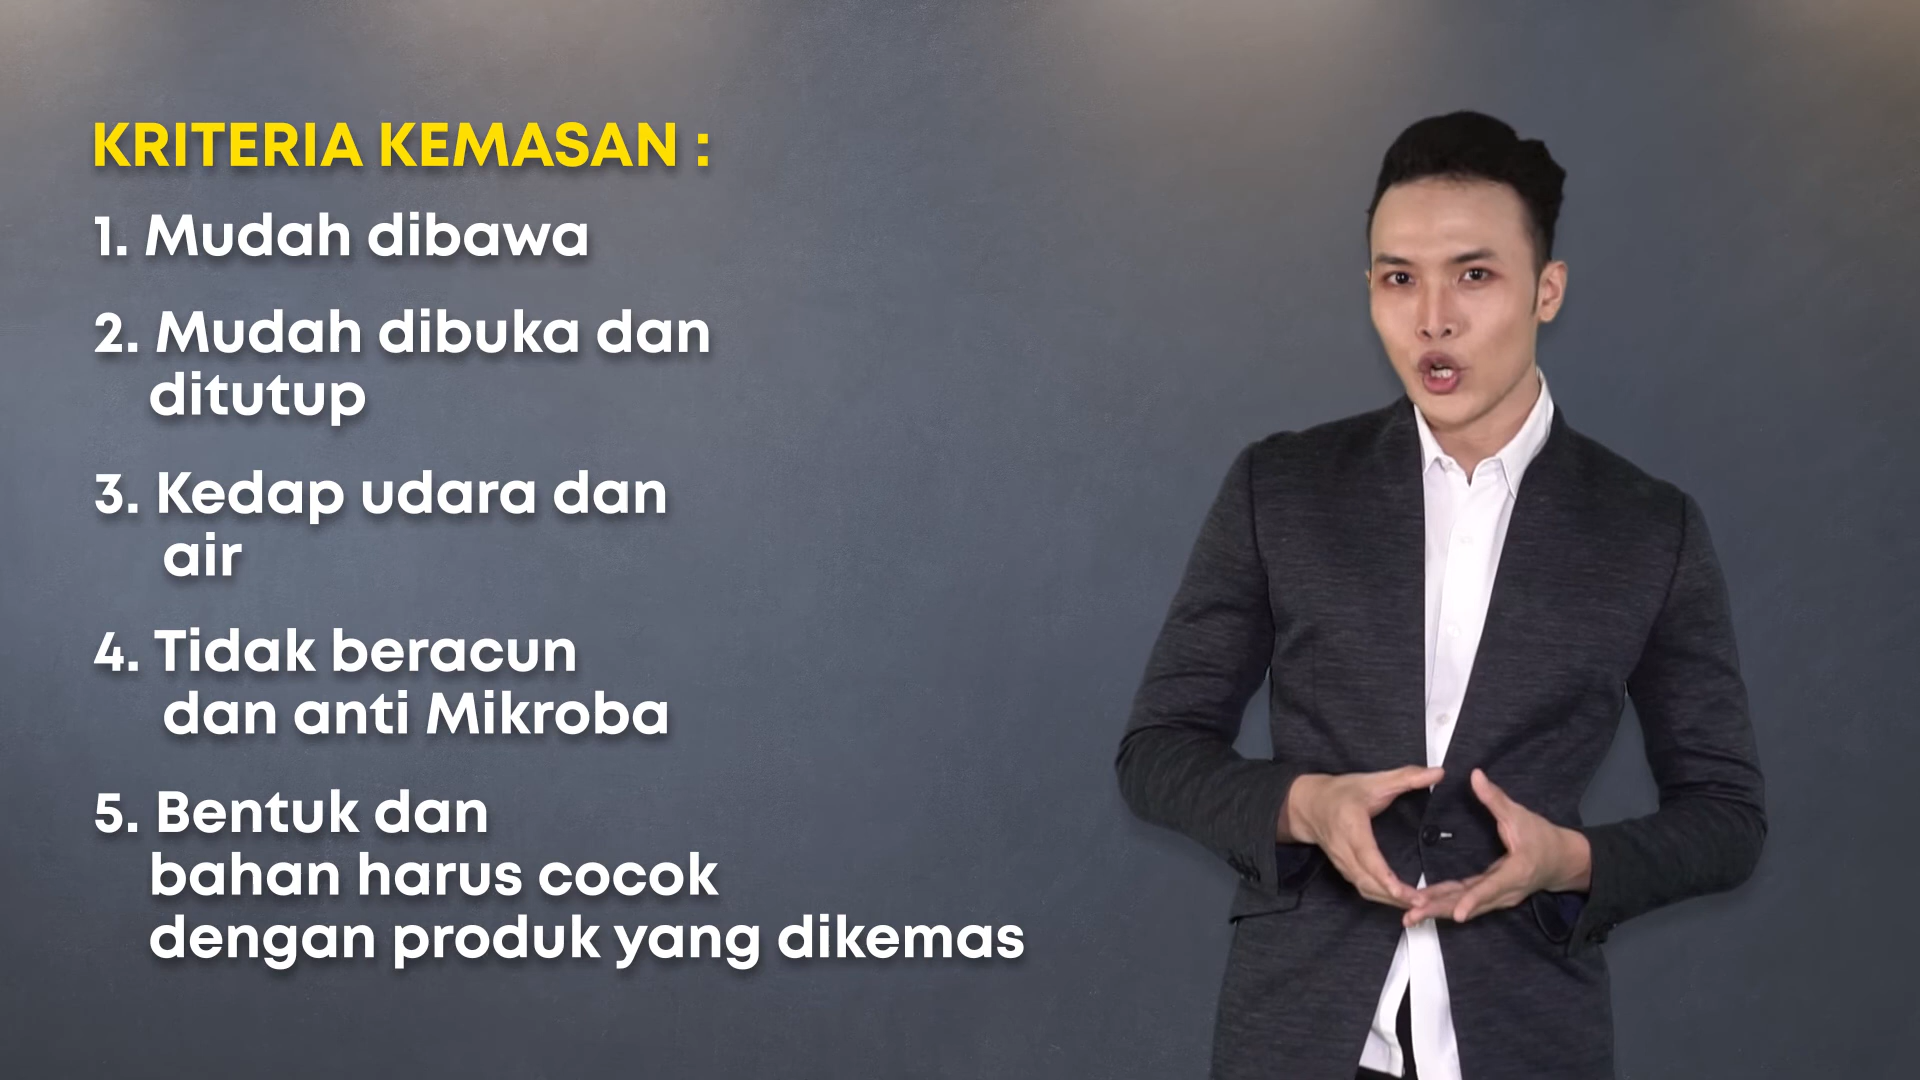 KRITERIA KEMASAN :
1. Mudah dibawa
2. Mudah dibuka dan
ditutup
3. Kedap udara dan
air
4. Tidak beracun
dan anti Mikroba
5. Bentuk dan
bahan harus cocok
dengan produk yang dikemas